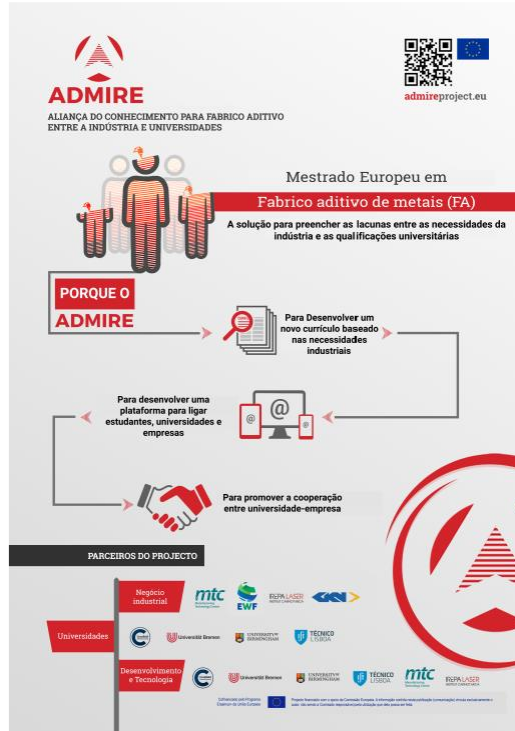 ADMIRE
ALIANÇA DO CONHECIMENTO PARA FABRICO ADITIVO
ENTRE A INDÚSTRIA E UNIVERSIDADES
admireproject.eu
Mestrado Europeu em
Fabrico aditivo de metais (FA)
A solução para preencher as lacunas entre as necessidades da
indústria e as qualificações universitárias
PORQUE O
ADMIRE
Para Desenvolver um
novo currículo baseado
nas necessidades
industriais
Para desenvolver uma
plataforma para ligar
estudantes, universidades e
empresas
@
@
@
Para promover a cooperação
entre universidade-empresa
PARCEIROS DO PROJECTO
Negócio
industrial
mtc
EWF
IREPA LASER
GKN
Universidades
Universität Bremen
UNIVERSITY OF
BIRMINGHAM
TÉCNICO
LISBOA
Desenvolvimento
e Tecnologia
Universität Bremen
UNIVERSITY OF
BIRMINGHAM
TÉCNICO
LISBOA
mtc
IREPA LASER